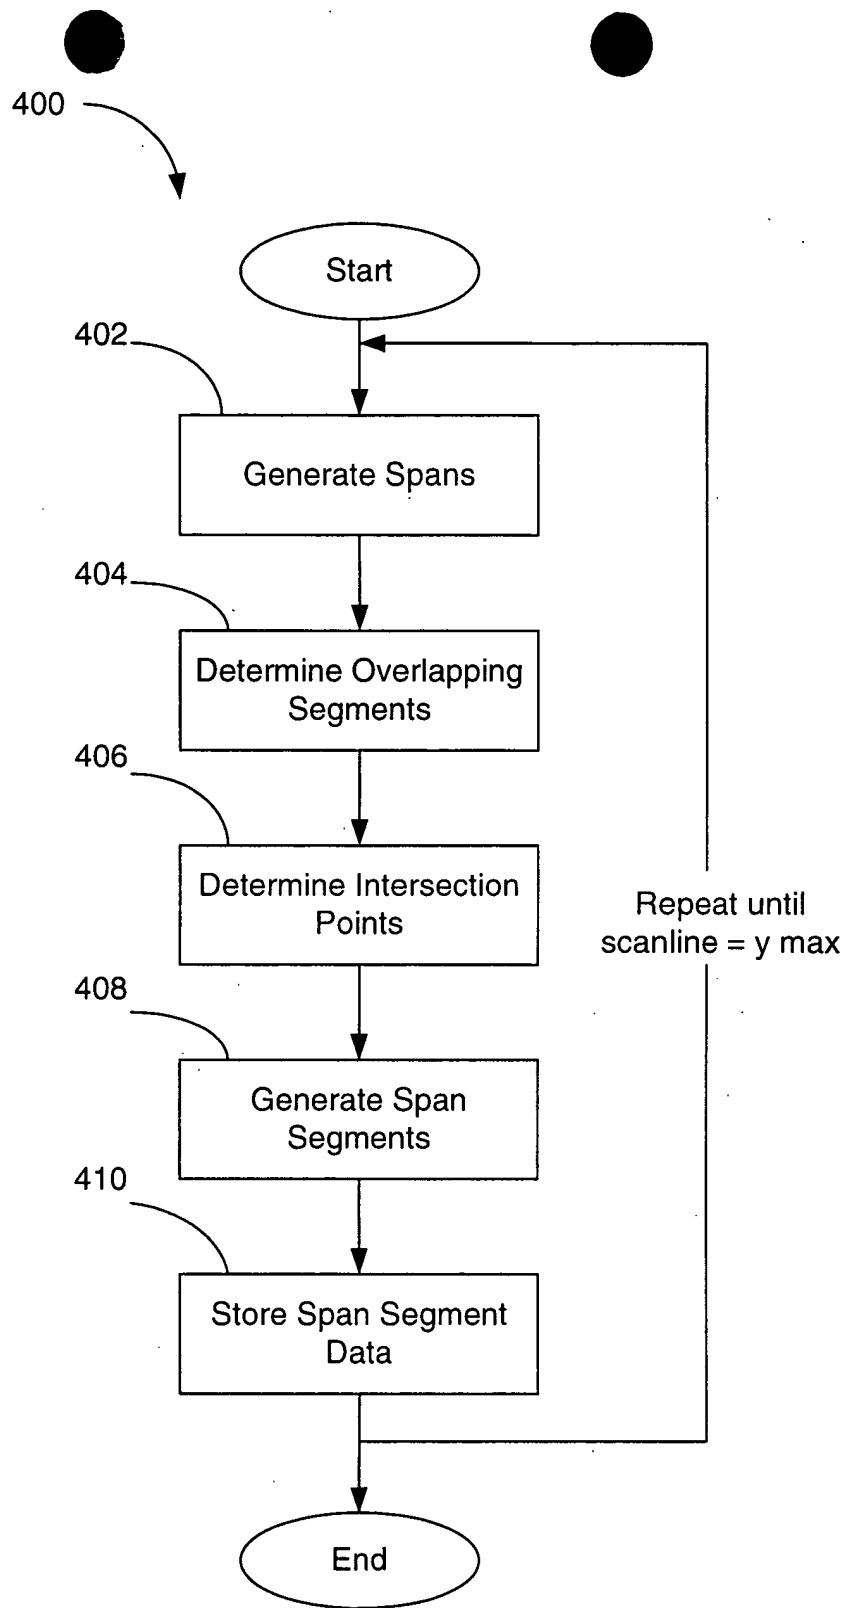 400
Start
402
Generate Spans
404
Determine Overlapping
Segments
406
Determine Intersection
Points
Repeat until
scanline = y max
408
Generate Span
Segments
410
Store Span Segment
Data
End